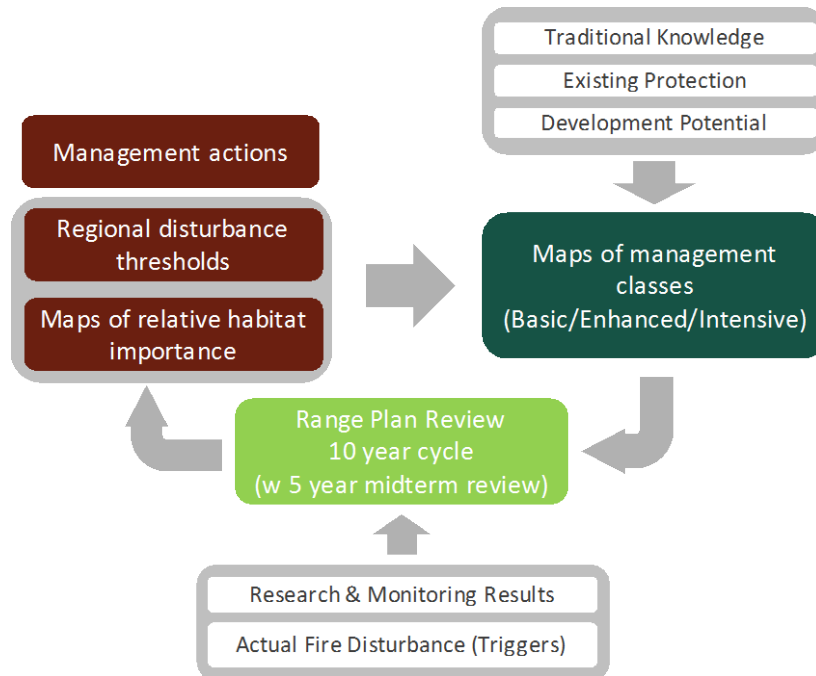 Traditional Knowledge
Existing Protection
Development Potential
Management actions
Regional disturbance
thresholds
Maps of relative habitat
importance
Maps of management
classes
(Basic/Enhanced/Intensive)
Range Plan Review
10 year cycle
(w 5 year midterm review)
Research & Monitoring Results
Actual Fire Disturbance (Triggers)